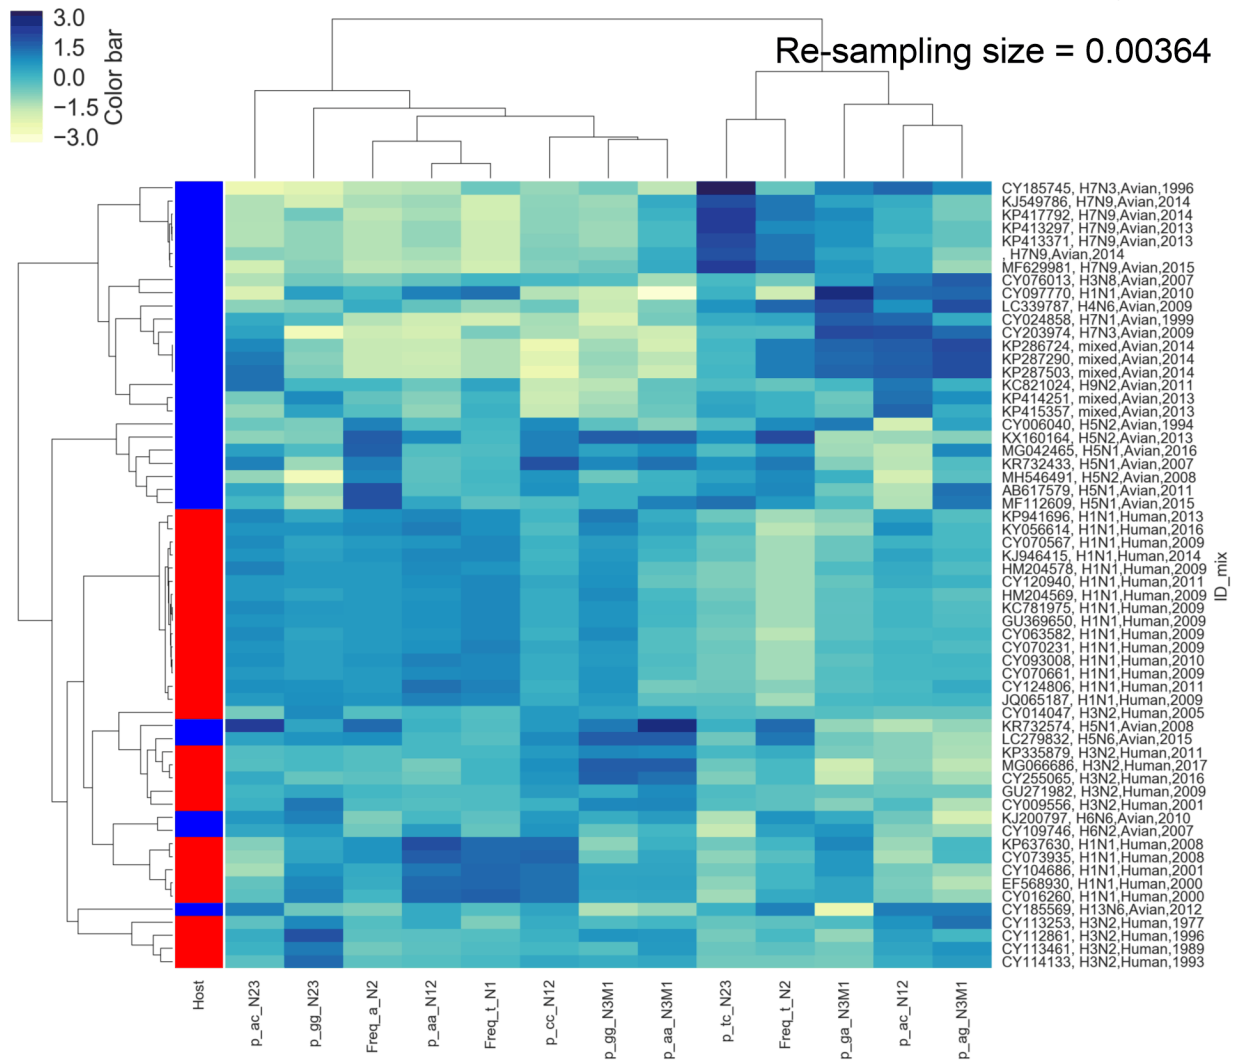 3.0
1.5
0.0
−1.5
−3.0
Color bar
Re-sampling size = 0.00364
CY185745, H7N3,Avian,1996
KJ549786, H7N9,Avian,2014
KP417792, H7N9,Avian,2014
KP413297, H7N9,Avian,2013
KP413371, H7N9,Avian,2013
, H7N9,Avian,2014
MF629981, H7N9,Avian,2015
CY076013, H3N8,Avian,2007
CY097770, H1N1,Avian,2010
LC339787, H4N6,Avian,2009
CY024858, H7N1,Avian,1999
CY203974, H7N3,Avian,2009
KP286724, mixed,Avian,2014
KP287290, mixed,Avian,2014
KP287503, mixed,Avian,2014
KC821024, H9N2,Avian,2011
KP414251, mixed,Avian,2013
KP415357, mixed,Avian,2013
CY006040, H5N2,Avian,1994
KX160164, H5N2,Avian,2013
MG042465, H5N1,Avian,2016
KR732433, H5N1,Avian,2007
MH546491, H5N2,Avian,2008
AB617579, H5N1,Avian,2011
MF112609, H5N1,Avian,2015
KP941696, H1N1,Human,2013
KY056614, H1N1,Human,2016
CY070567, H1N1,Human,2009
KJ946415, H1N1,Human,2014
HM204578, H1N1,Human,2009
CY120940, H1N1,Human,2011
HM204569, H1N1,Human,2009
KC781975, H1N1,Human,2009
GU369650, H1N1,Human,2009
CY063582, H1N1,Human,2009
CY070231, H1N1,Human,2009
CY093008, H1N1,Human,2010
CY070661, H1N1,Human,2009
CY124806, H1N1,Human,2011
JQ065187, H1N1,Human,2009
CY014047, H3N2,Human,2005
KR732574, H5N1,Avian,2008
LC279832, H5N6,Avian,2015
KP335879, H3N2,Human,2011
MG066686, H3N2,Human,2017
CY255065, H3N2,Human,2016
GU271982, H3N2,Human,2009
CY009556, H3N2,Human,2001
KJ200797, H6N6,Avian,2010
CY109746, H6N2,Avian,2007
KP637630, H1N1,Human,2008
CY073935, H1N1,Human,2008
CY104686, H1N1,Human,2001
EF568930, H1N1,Human,2000
CY016260, H1N1,Human,2000
CY185569, H13N6,Avian,2012
CY113253, H3N2,Human,1977
CY112861, H3N2,Human,1996
CY113461, H3N2,Human,1989
CY114133, H3N2,Human,1993
ID_mix
Host
p_ac_N23
p_gg_N23
Freq_a_N2
p_aa_N12
Freq_t_N1
p_cc_N12
p_gg_N3M1
p_aa_N3M1
p_tc_N23
Freq_t_N2
p_ga_N3M1
p_ac_N12
p_ag_N3M1